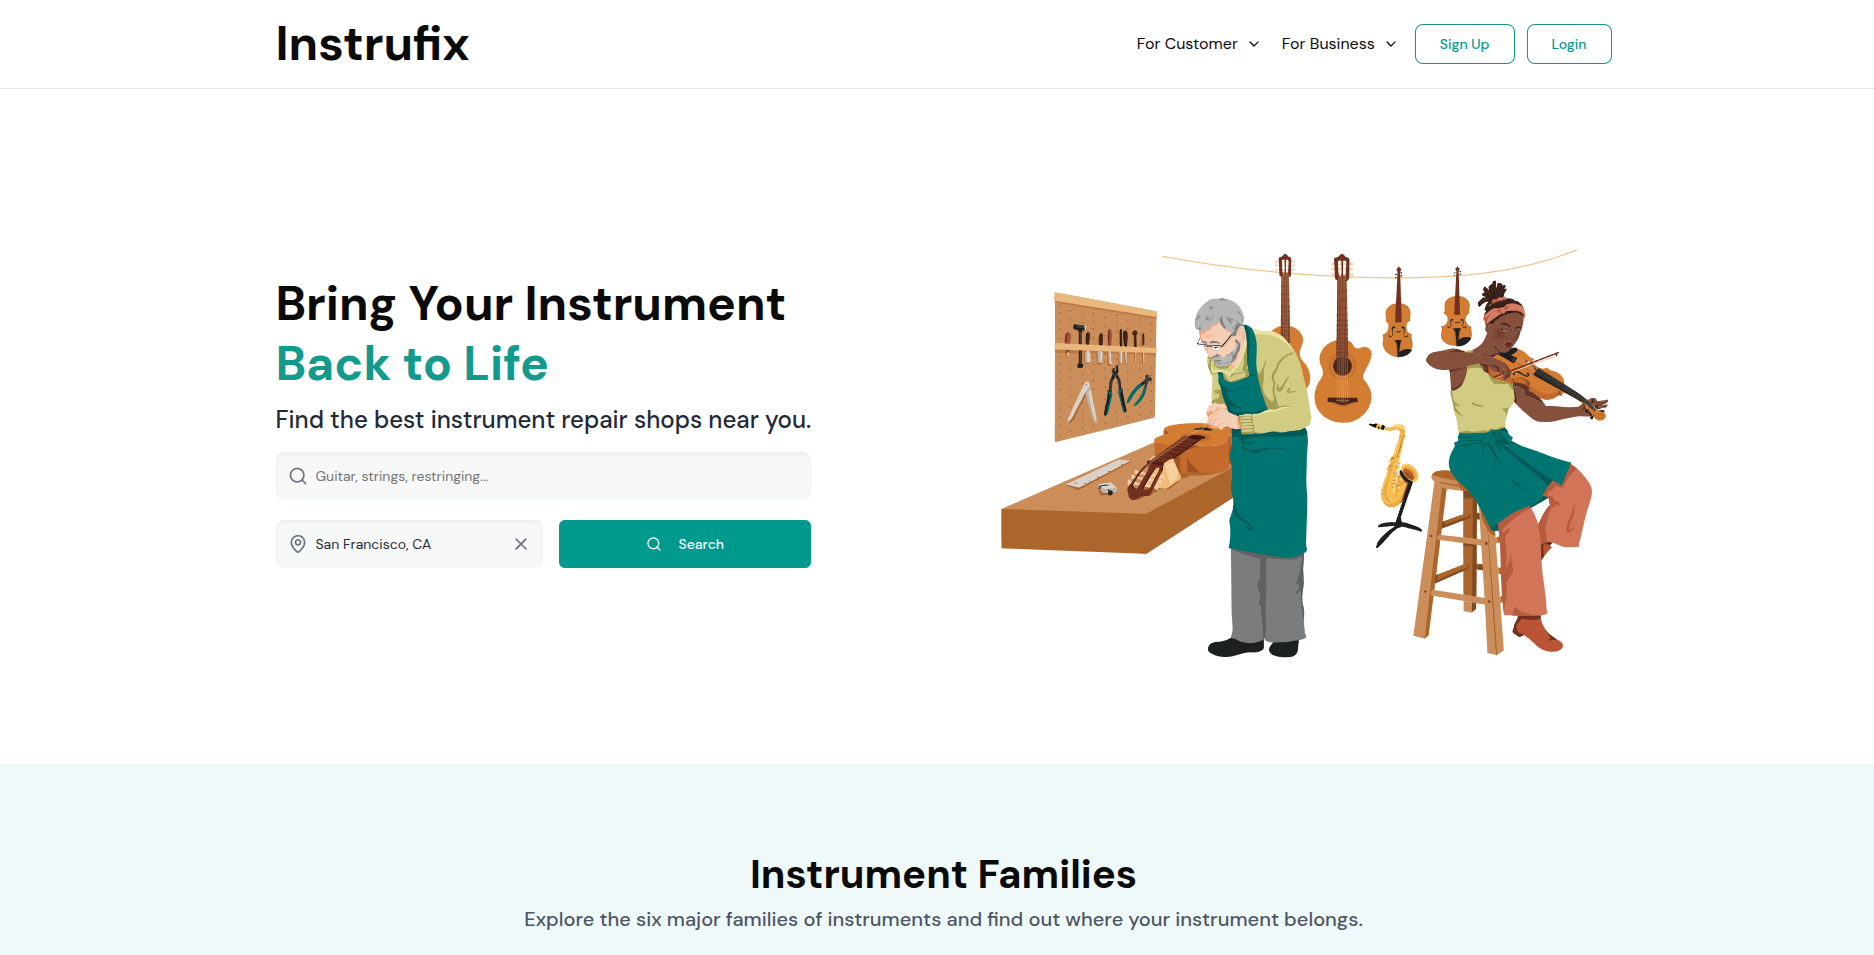 Instrufix
For Customer
For Business
Sign Up
Login
Bring Your Instrument
Back to Life
Find the best instrument repair shops near you.
Guitar, strings, restringing...
San Francisco, CA
Search
Instrument Families
Explore the six major families of instruments and find out where your instrument belongs.